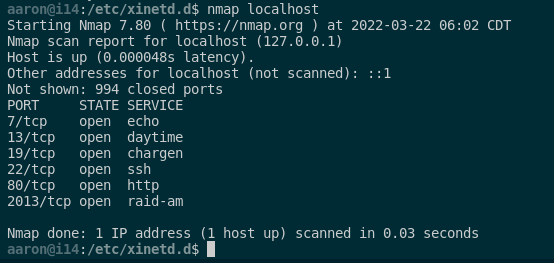 aaron@i14:/etc/xinetd.d$ nmap localhost
Starting Nmap 7.80 ( https://nmap.org ) at 2022-03-22 06:02 CDT
Nmap scan report for localhost (127.0.0.1)
Host is up (0.000048s latency).
Other addresses for localhost (not scanned): ::1
Not shown: 994 closed ports
PORT     STATE SERVICE
7/tcp    open  echo
13/tcp   open  daytime
19/tcp   open  chargen
22/tcp   open  ssh
80/tcp   open  http
2013/tcp open  raid-am
Nmap done: 1 IP address (1 host up) scanned in 0.03 seconds
aaron@i14:/etc/xinetd.d$